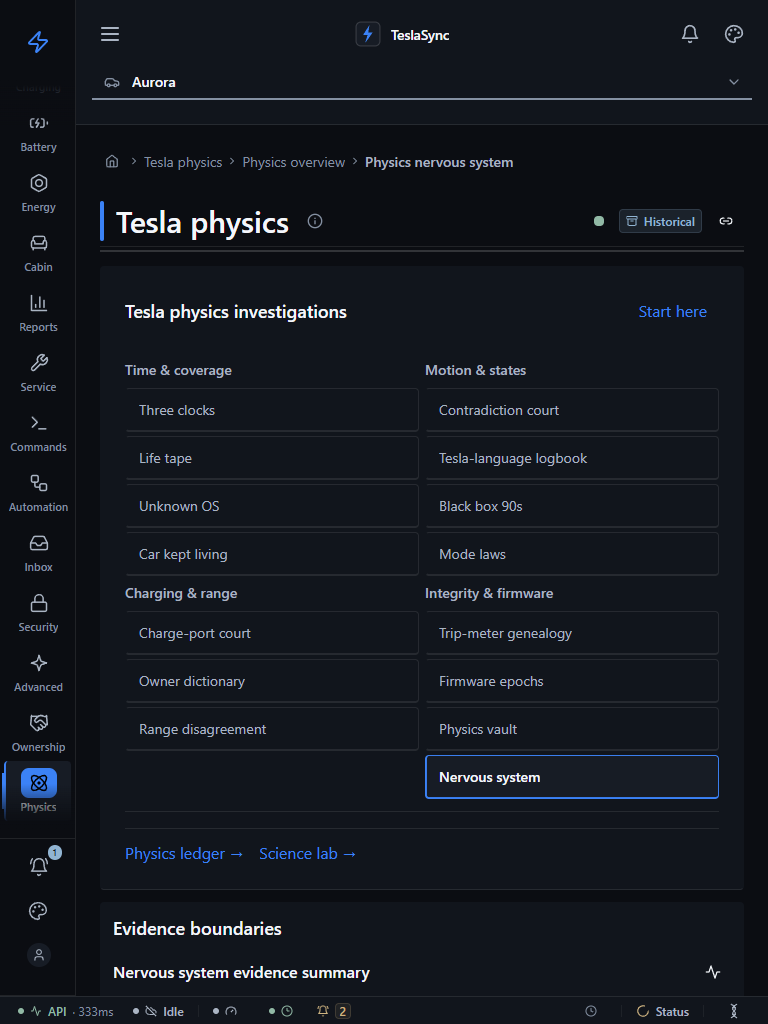 TeslaSync
Aurora
Charging
Battery
Energy
Cabin
Reports
Service
Commands
Automation
Inbox
Security
Advanced
Ownership
Physics
1
Tesla physics > Physics overview > Physics nervous system
Tesla physics
Historical
Tesla physics investigations
Start here
Time & coverage
Three clocks
Life tape
Unknown OS
Car kept living
Motion & states
Contradiction court
Tesla-language logbook
Black box 90s
Mode laws
Charging & range
Charge-port court
Owner dictionary
Range disagreement
Integrity & firmware
Trip-meter genealogy
Firmware epochs
Physics vault
Nervous system
Physics ledger →
Science lab →
Evidence boundaries
Nervous system evidence summary
API · 333ms
Idle
2
Status